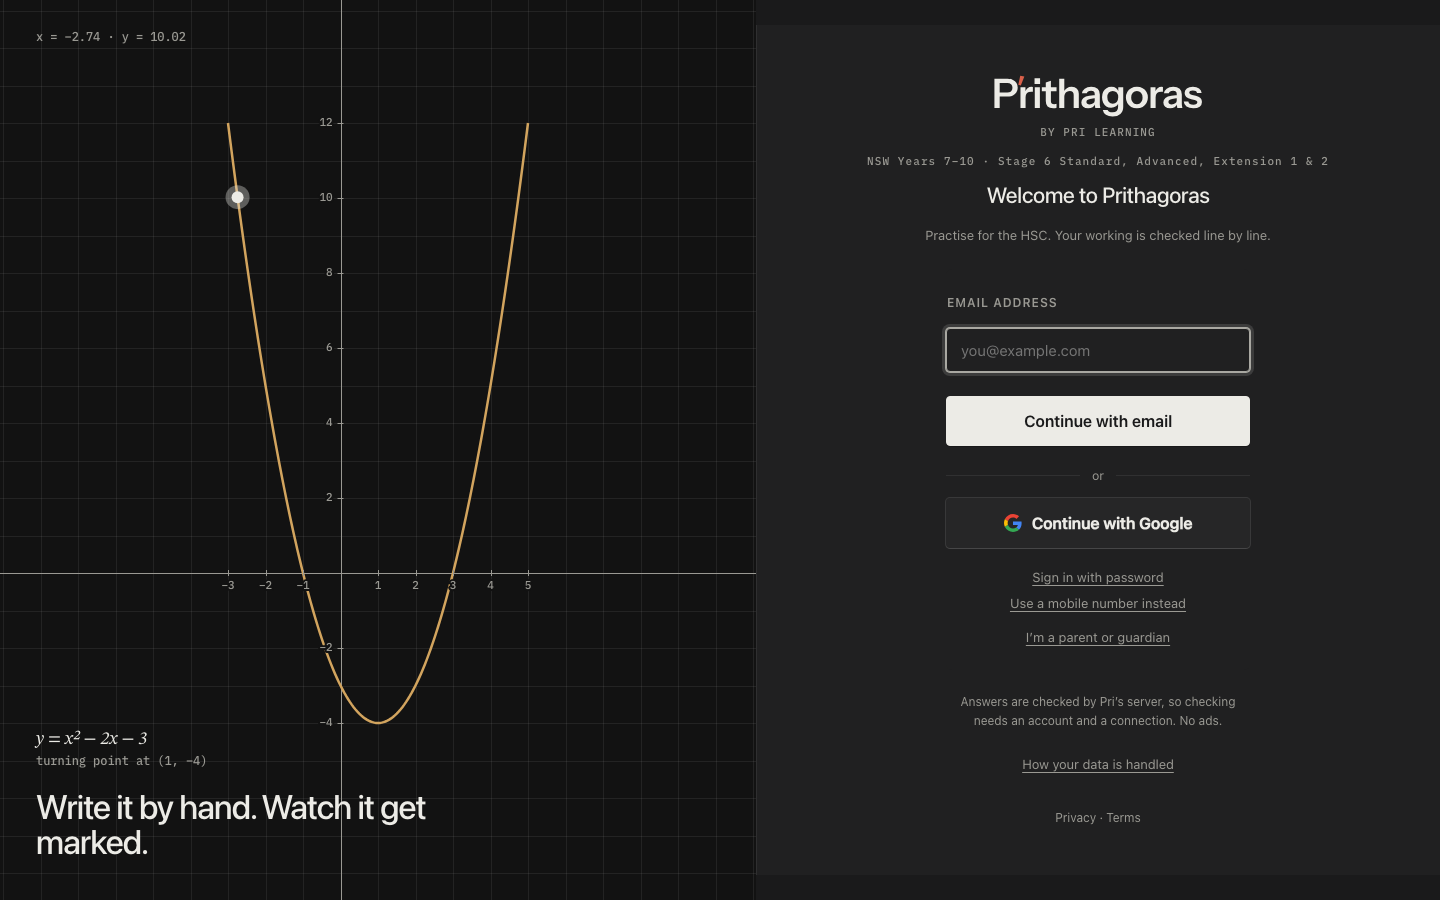 x = −2.74 · y = 10.02
12
10
8
6
4
2
−3 −2 −1 1 2 3 4 5
−2
−4
y = x² − 2x − 3
turning point at (1, −4)
Write it by hand. Watch it get
marked.
Prithagoras
BY PRI LEARNING
NSW Years 7–10 · Stage 6 Standard, Advanced, Extension 1 & 2
Welcome to Prithagoras
Practise for the HSC. Your working is checked line by line.
EMAIL ADDRESS
you@example.com
Continue with email
or
Continue with Google
Sign in with password
Use a mobile number instead
I’m a parent or guardian
Answers are checked by Pri’s server, so checking
needs an account and a connection. No ads.
How your data is handled
Privacy · Terms